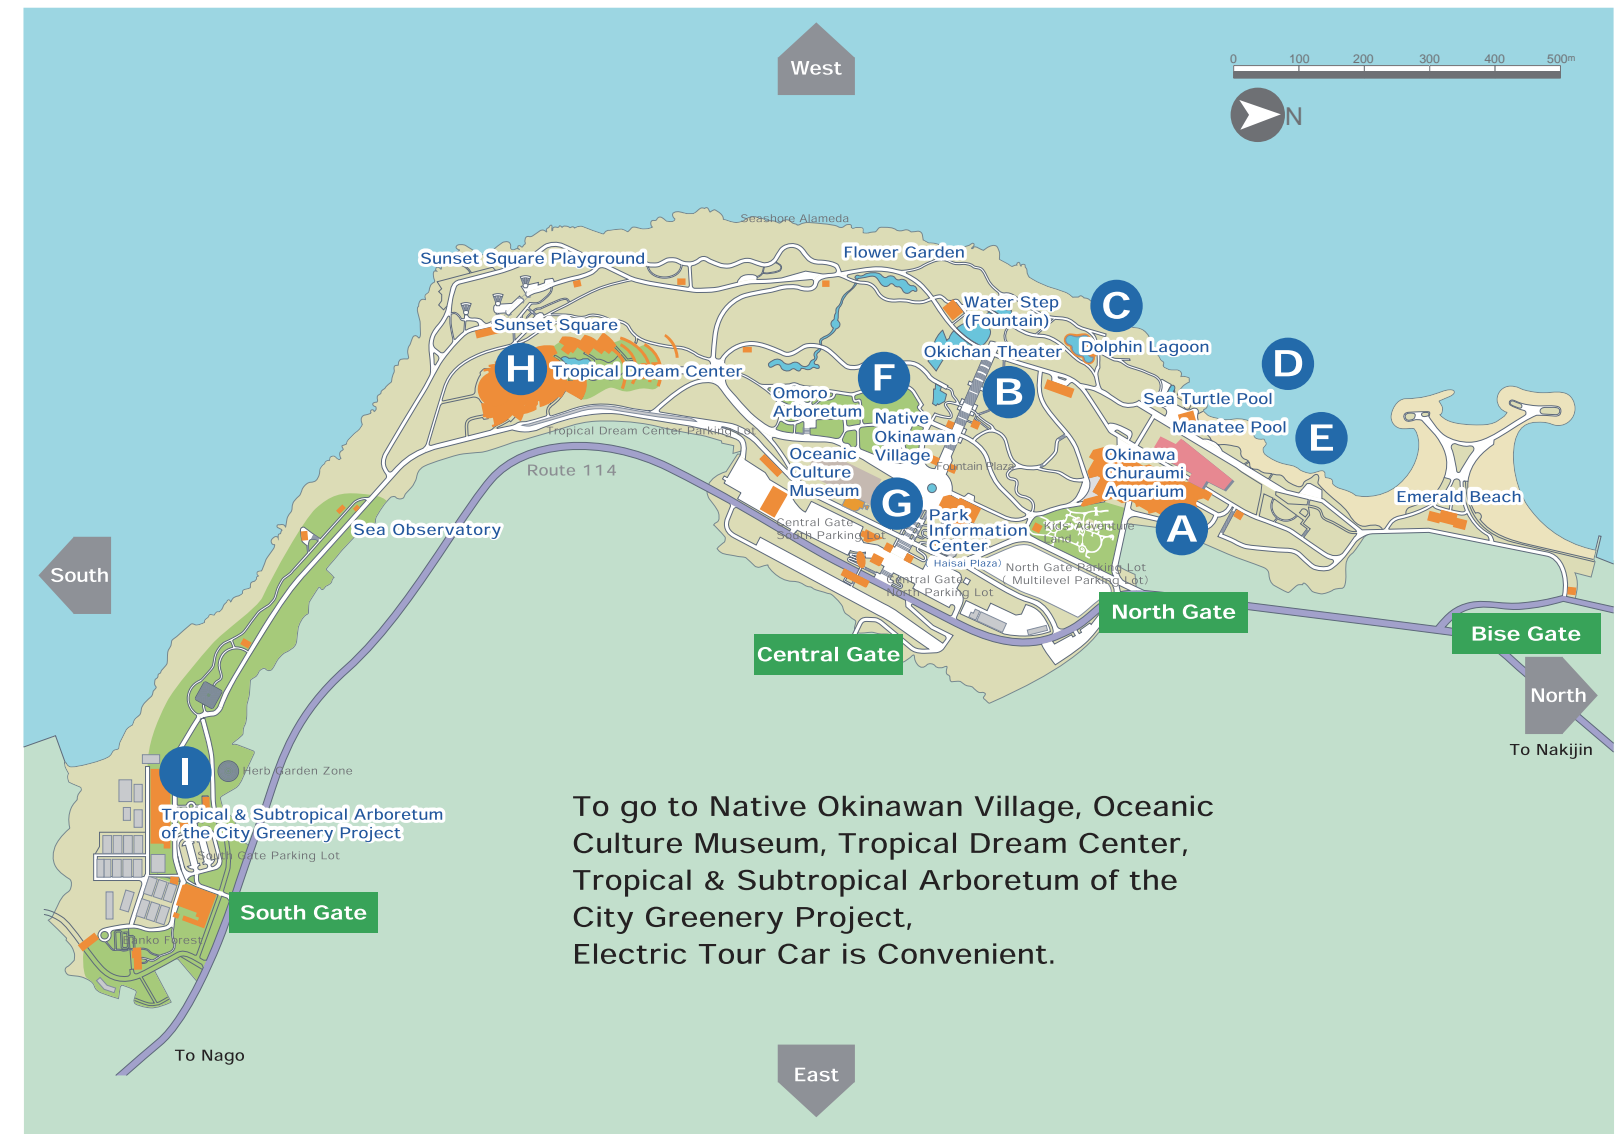 West
0 100 200 300 400 500m
N
Seashore Alameda
Sunset Square Playground
Flower Garden
C
Water Step
(Fountain)
Sunset Square
Okichan Theater
Dolphin Lagoon
D
H
Tropical Dream Center
F
B
Omoro
Arboretum
Sea Turtle Pool
Native
Okinawan
Village
Manatee Pool
E
Tropical Dream Center Parking Lot
Route 114
Oceanic
Culture
Museum
Fountain Plaza
Okinawa
Churaumi
Aquarium
Emerald Beach
G
Park
Information
Center
( Haisai Plaza)
A
Sea Observatory
Central Gate
South Parking Lot
Kids' Adventure
Land
North Gate Parking Lot
( Multilevel Parking Lot)
Central Gate
North Parking Lot
South
North Gate
Bise Gate
Central Gate
North
To Nakijin
I
Herb Garden Zone
Tropical & Subtropical Arboretum
of the City Greenery Project
South Gate Parking Lot
South Gate
Banko Forest
To Nago
To go to Native Okinawan Village, Oceanic
Culture Museum, Tropical Dream Center,
Tropical & Subtropical Arboretum of the
City Greenery Project,
Electric Tour Car is Convenient.
East